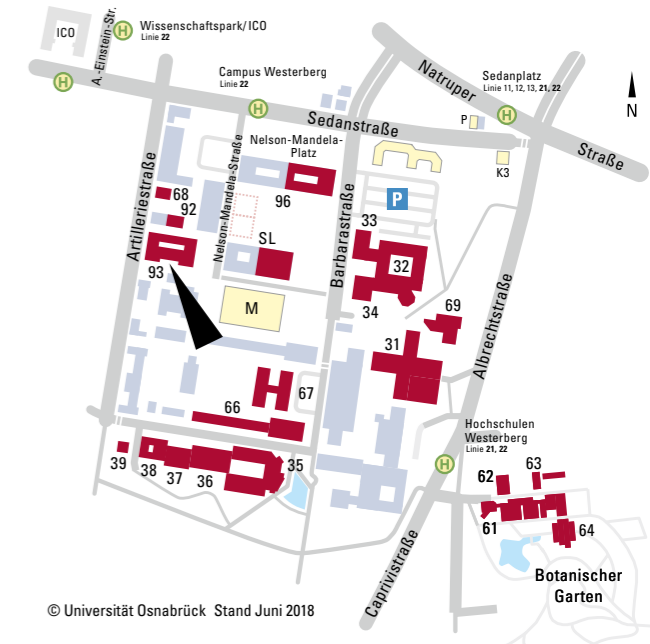 ICO
A.-Einstein-Str.
H
Wissenschaftspark/ICO
Linie 22
H
Campus Westerberg
Linie 22
H
Sedanstraße
Natruper
Straße
Sedanplatz
Linie 11, 12, 13, 21, 22
H
P
K3
N
Nelson-Mandela-
Platz
Nelson-Mandela-Straße
Artilleriestraße
Barbarastraße
Albrechtstraße
P
68
92
93
96
SL
M
33
32
34
69
31
67
66
39
38
37
36
35
Hochschulen
Westerberg
Linie 21, 22
H
Caprivistraße
62
63
61
64
Botanischer
Garten
© Universität Osnabrück Stand Juni 2018